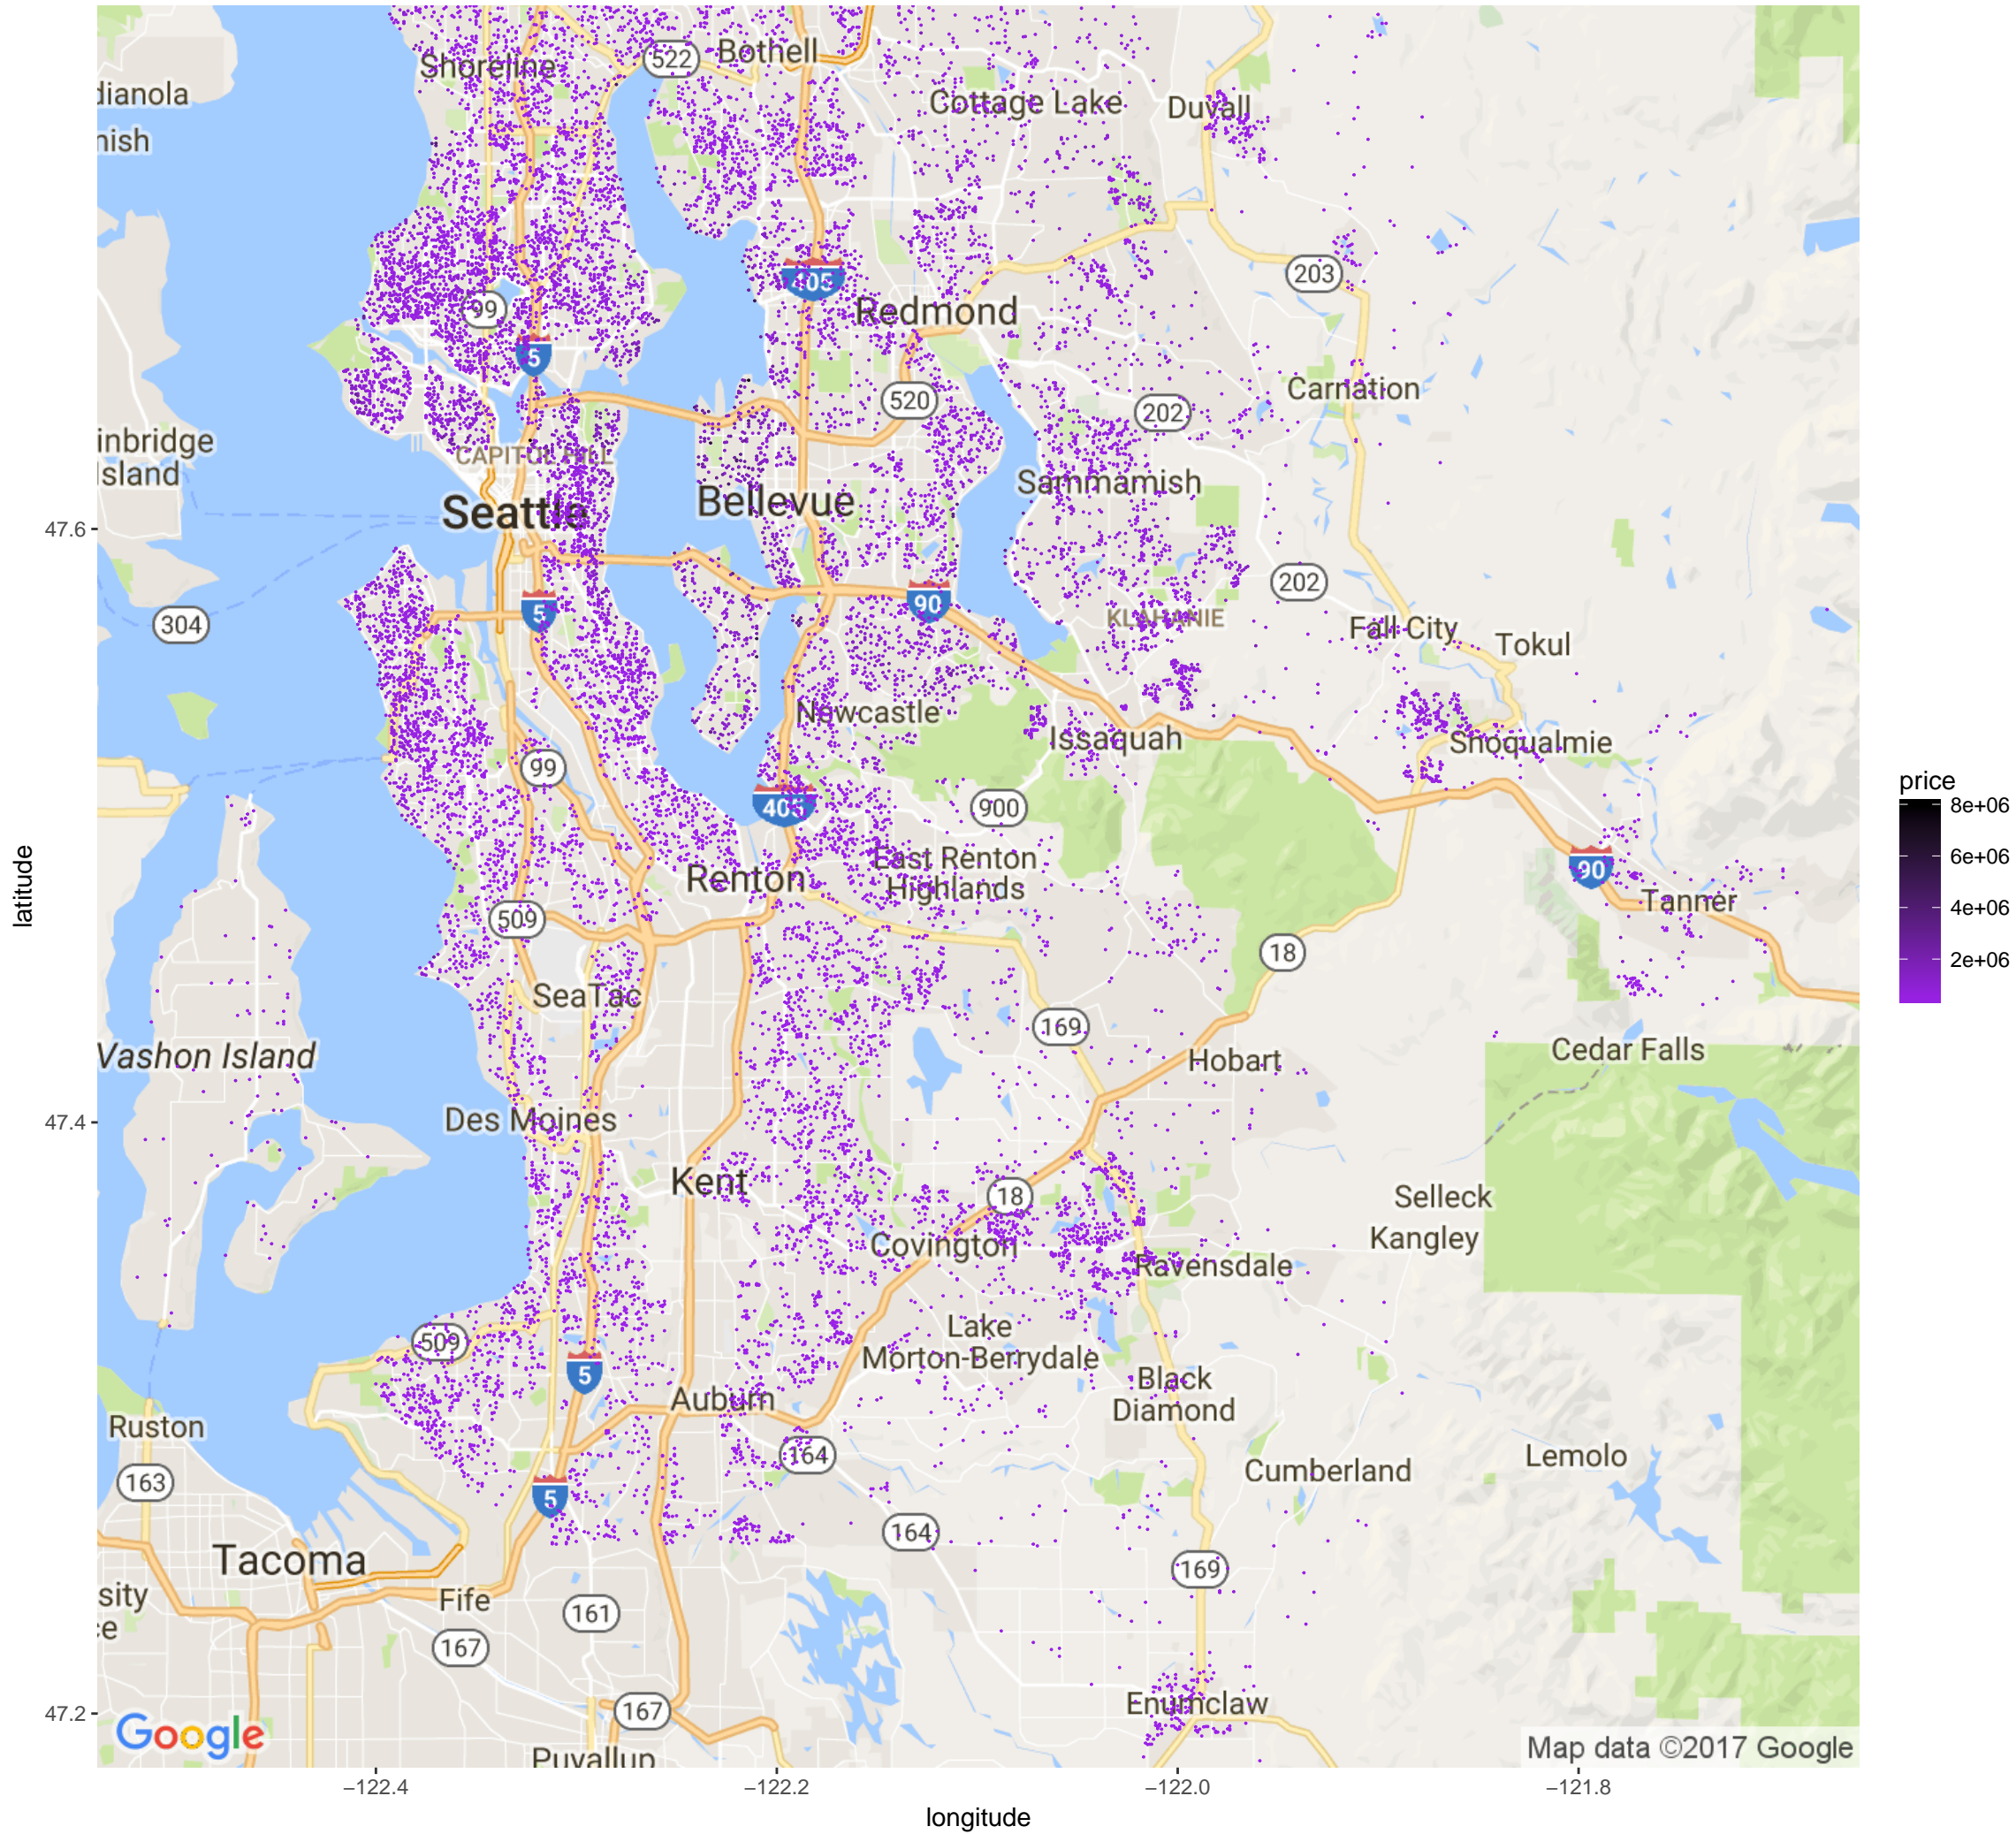 Shoreline
522
Bothell
dianola
Cottage Lake
Duvall
nish
405
203
99
Redmond
5
Carnation
520
202
inbridge
Island
CAPITOL HILL
Sammamish
Seattle
Bellevue
47.6
202
5
90
304
KLAHANIE
Fall City
Tokul
Newcastle
Issaquah
Snoqualmie
99
405
900
price
8e+06
6e+06
4e+06
2e+06
latitude
East Renton
Highlands
Renton
90
Tanner
509
18
SeaTac
169
Vashon Island
Hobart
Cedar Falls
47.4
Des Moines
Kent
18
Selleck
Kangley
Covington
Ravensdale
509
Lake
Morton-Berrydale
5
Black
Diamond
Auburn
Ruston
164
163
Cumberland
Lemolo
5
164
Tacoma
169
sity
ce
Fife
161
167
Enumclaw
167
47.2
Google
Puyallup
Map data ©2017 Google
−122.4
−122.2
−122.0
−121.8
longitude